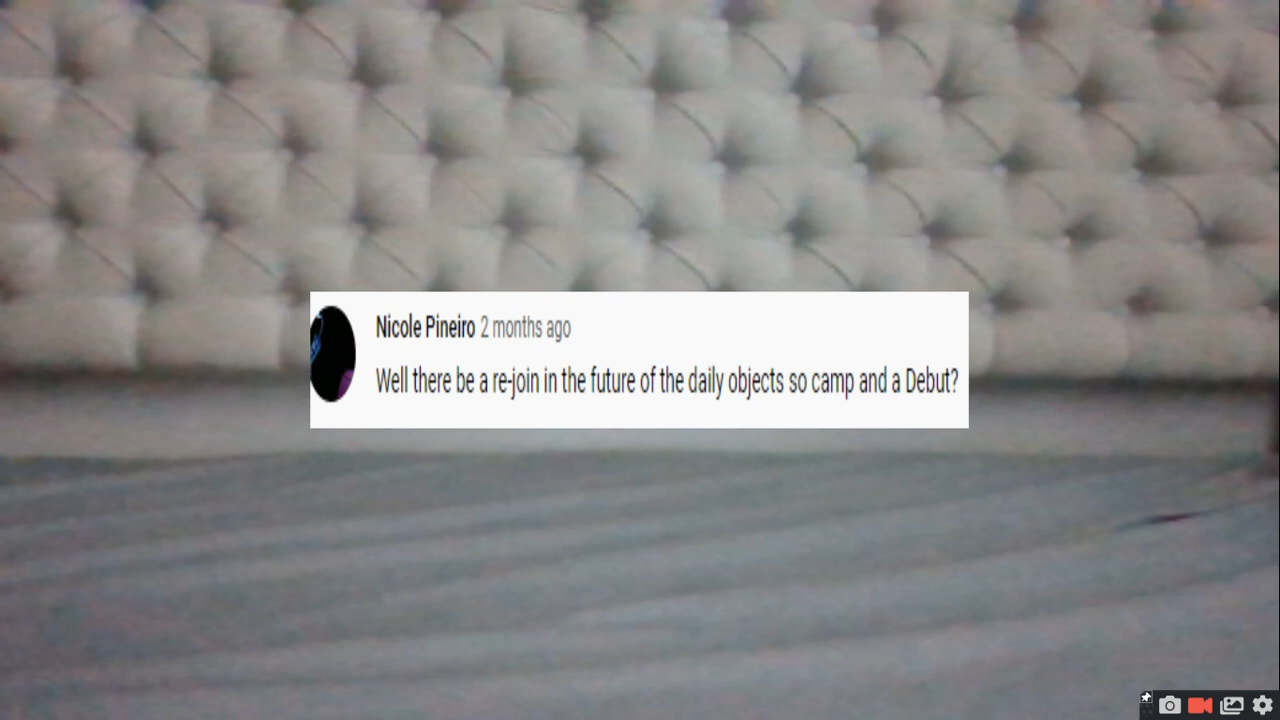 Nicole Pineiro 2 months ago
Well there be a re-join in the future of the daily objects so camp and a Debut?